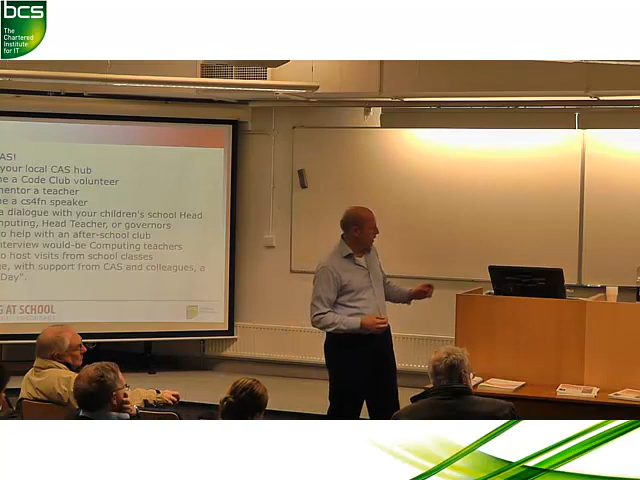 bcs
The
Chartered
Institute
for IT
AS!
your local CAS hub
e a Code Club volunteer
mentor a teacher
e a cs4fn speaker
a dialogue with your children's school Head
mputing, Head Teacher, or governors
o help with an after-school club
nterview would-be Computing teachers
o host visits from school classes
ge, with support from CAS and colleagues, a
Day".
G AT SCHOOL